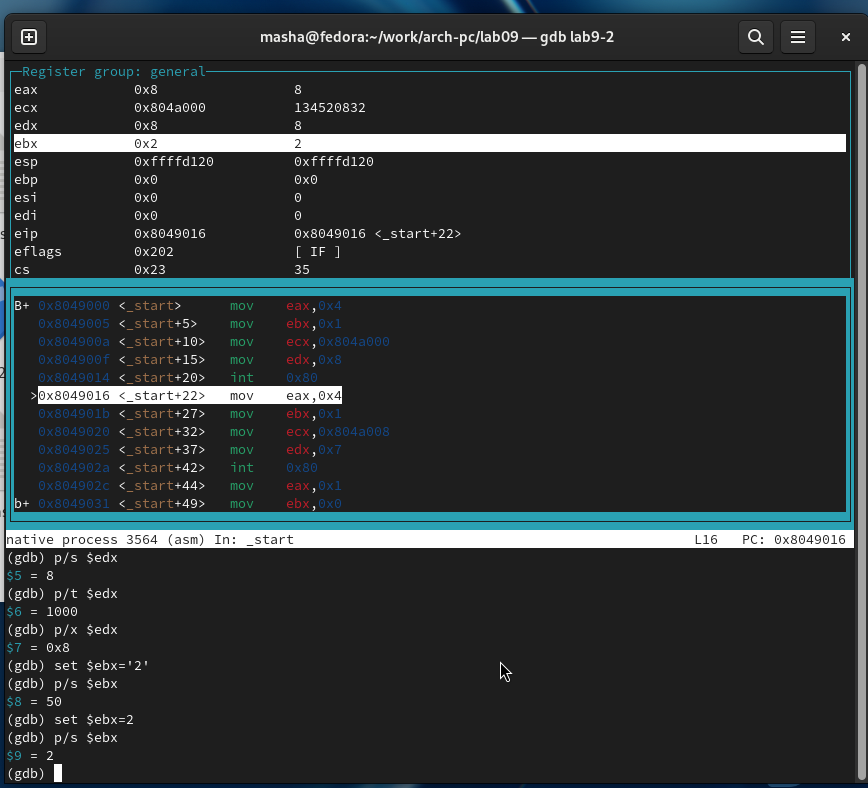 masha@fedora:~/work/arch-pc/lab09 — gdb lab9-2
Register group: general
eax 0x8 8
ecx 0x804a000 134520832
edx 0x8 8
ebx 0x2 2
esp 0xffffd120 0xffffd120
ebp 0x0 0x0
esi 0x0 0
edi 0x0 0
eip 0x8049016 0x8049016 <_start+22>
eflags 0x202 [ IF ]
cs 0x23 35
B+ 0x8049000 <_start> mov eax,0x4
0x8049005 <_start+5> mov ebx,0x1
0x804900a <_start+10> mov ecx,0x804a000
0x804900f <_start+15> mov edx,0x8
0x8049014 <_start+20> int 0x80
>0x8049016 <_start+22> mov eax,0x4
0x804901b <_start+27> mov ebx,0x1
0x8049020 <_start+32> mov ecx,0x804a008
0x8049025 <_start+37> mov edx,0x7
0x804902a <_start+42> int 0x80
0x804902c <_start+44> mov eax,0x1
b+ 0x8049031 <_start+49> mov ebx,0x0
native process 3564 (asm) In: _start L16 PC: 0x8049016
(gdb) p/s $edx
$5 = 8
(gdb) p/t $edx
$6 = 1000
(gdb) p/x $edx
$7 = 0x8
(gdb) set $ebx='2'
(gdb) p/s $ebx
$8 = 50
(gdb) set $ebx=2
(gdb) p/s $ebx
$9 = 2
(gdb)